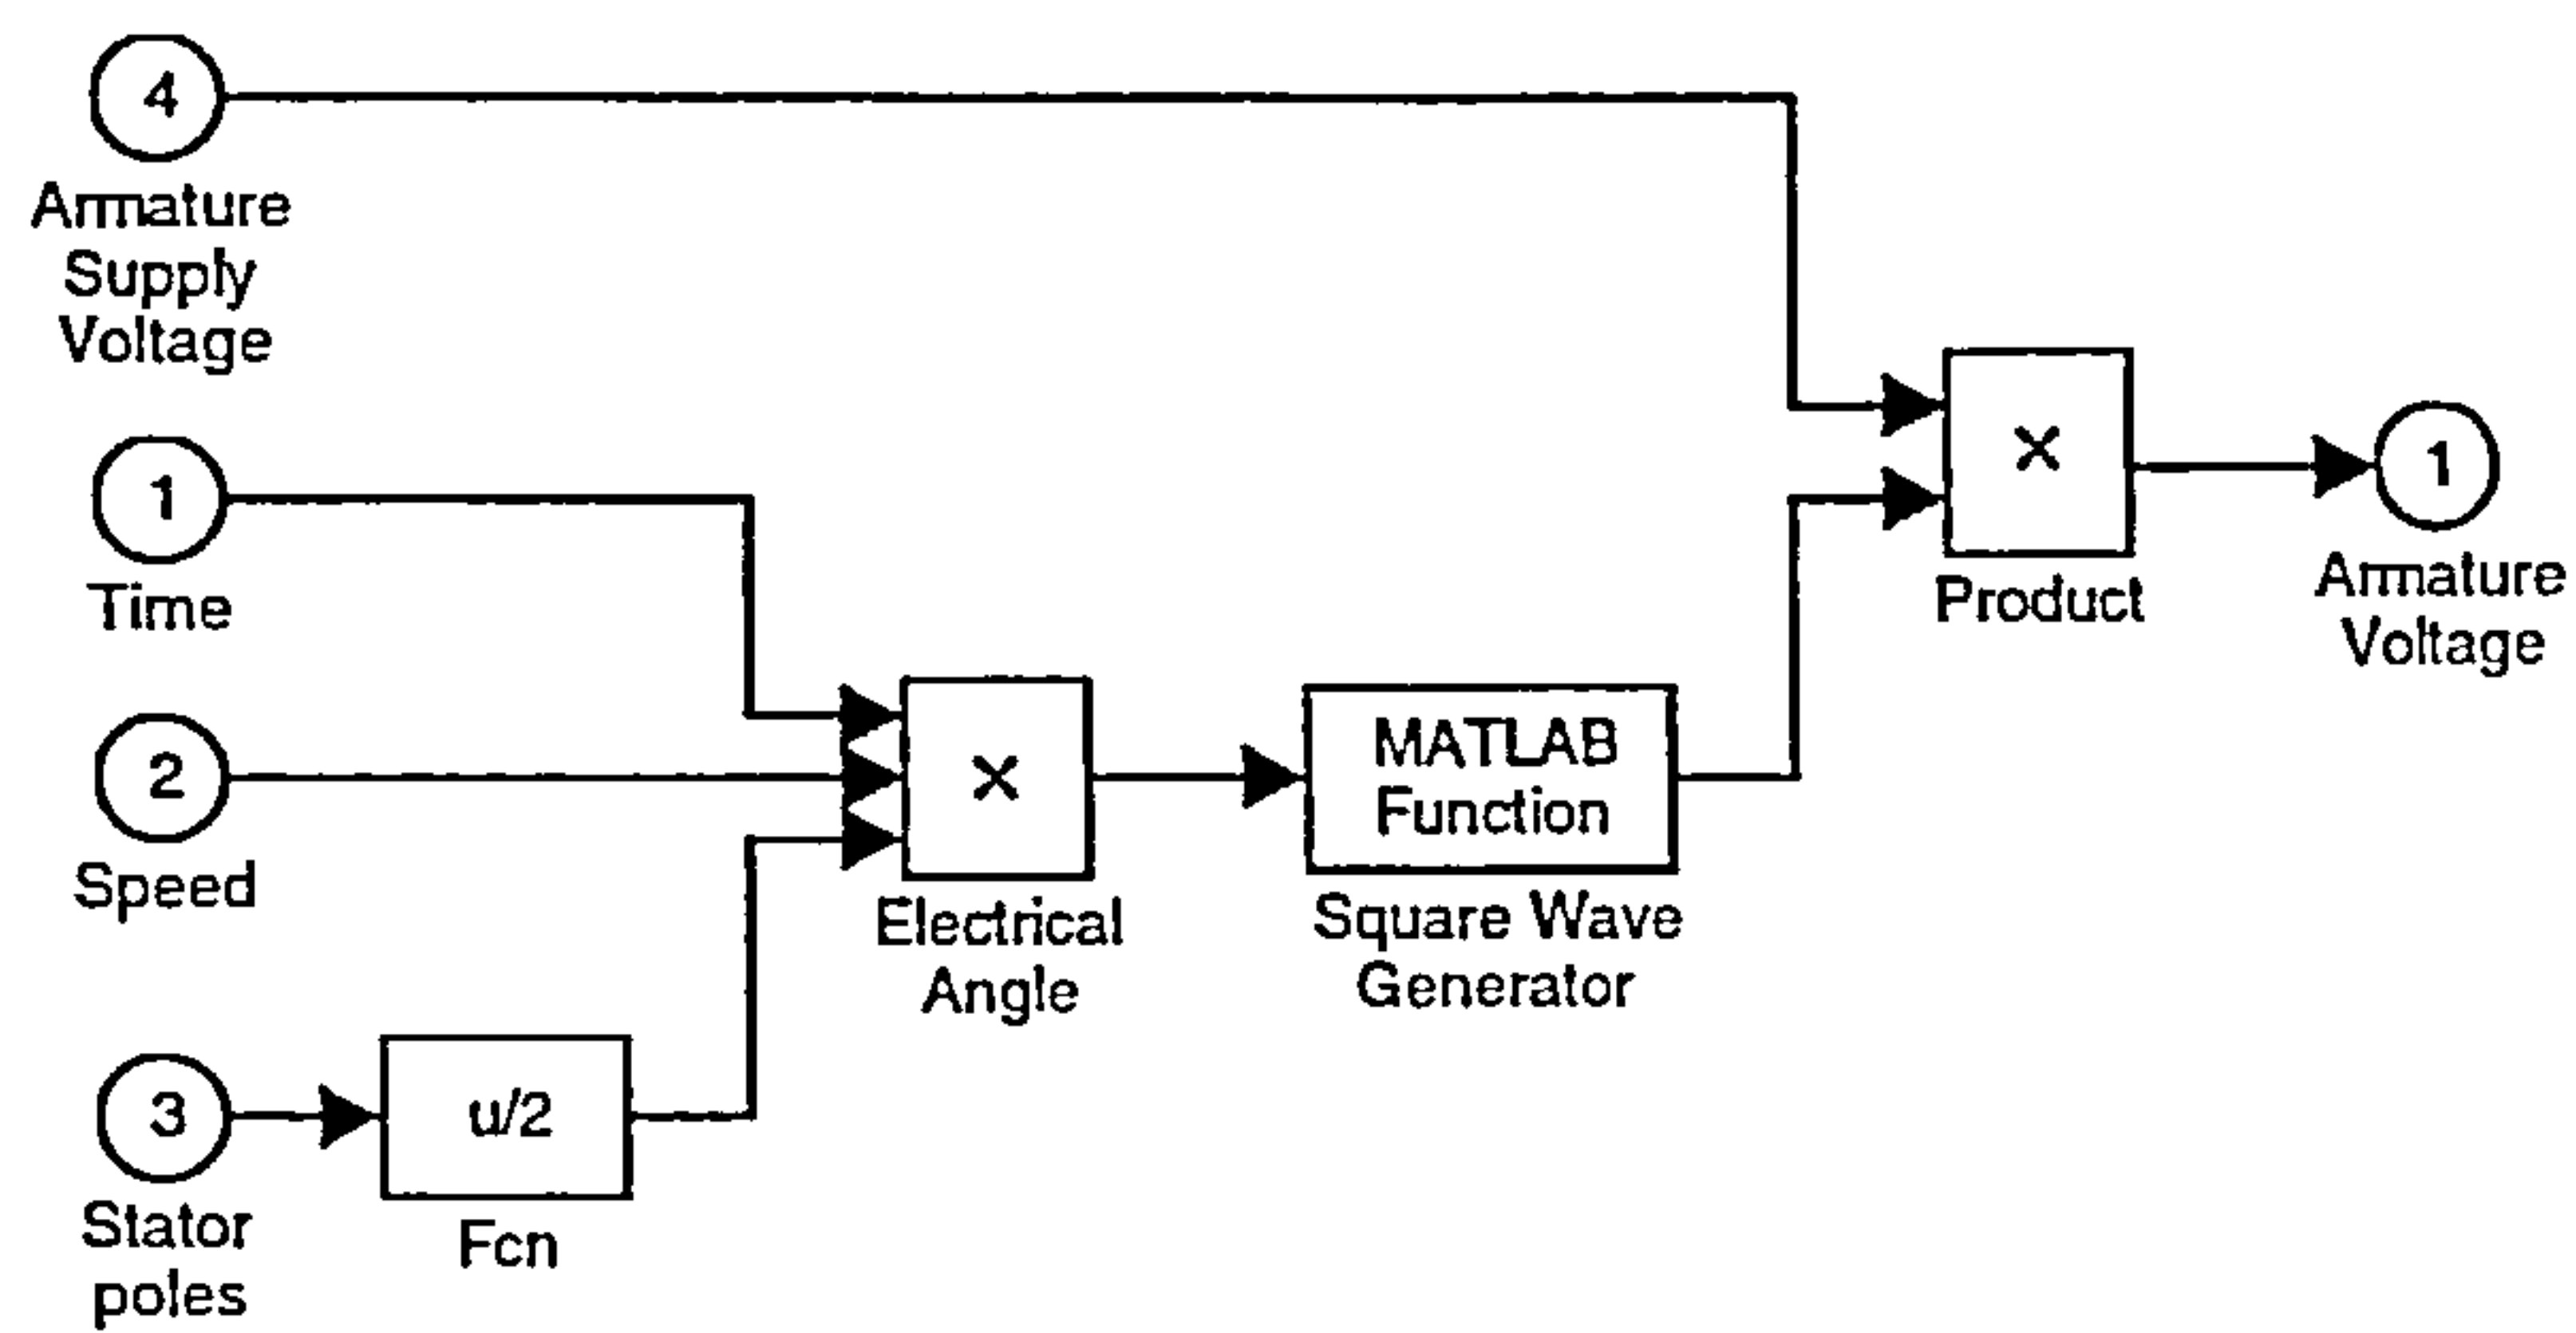 4
Armature
Supply
Voltage
1
Time
2
Speed
3
Stator
poles
u/2
Fcn
×
Electrical
Angle
MATLAB
Function
Square Wave
Generator
×
Product
1
Armature
Voltage